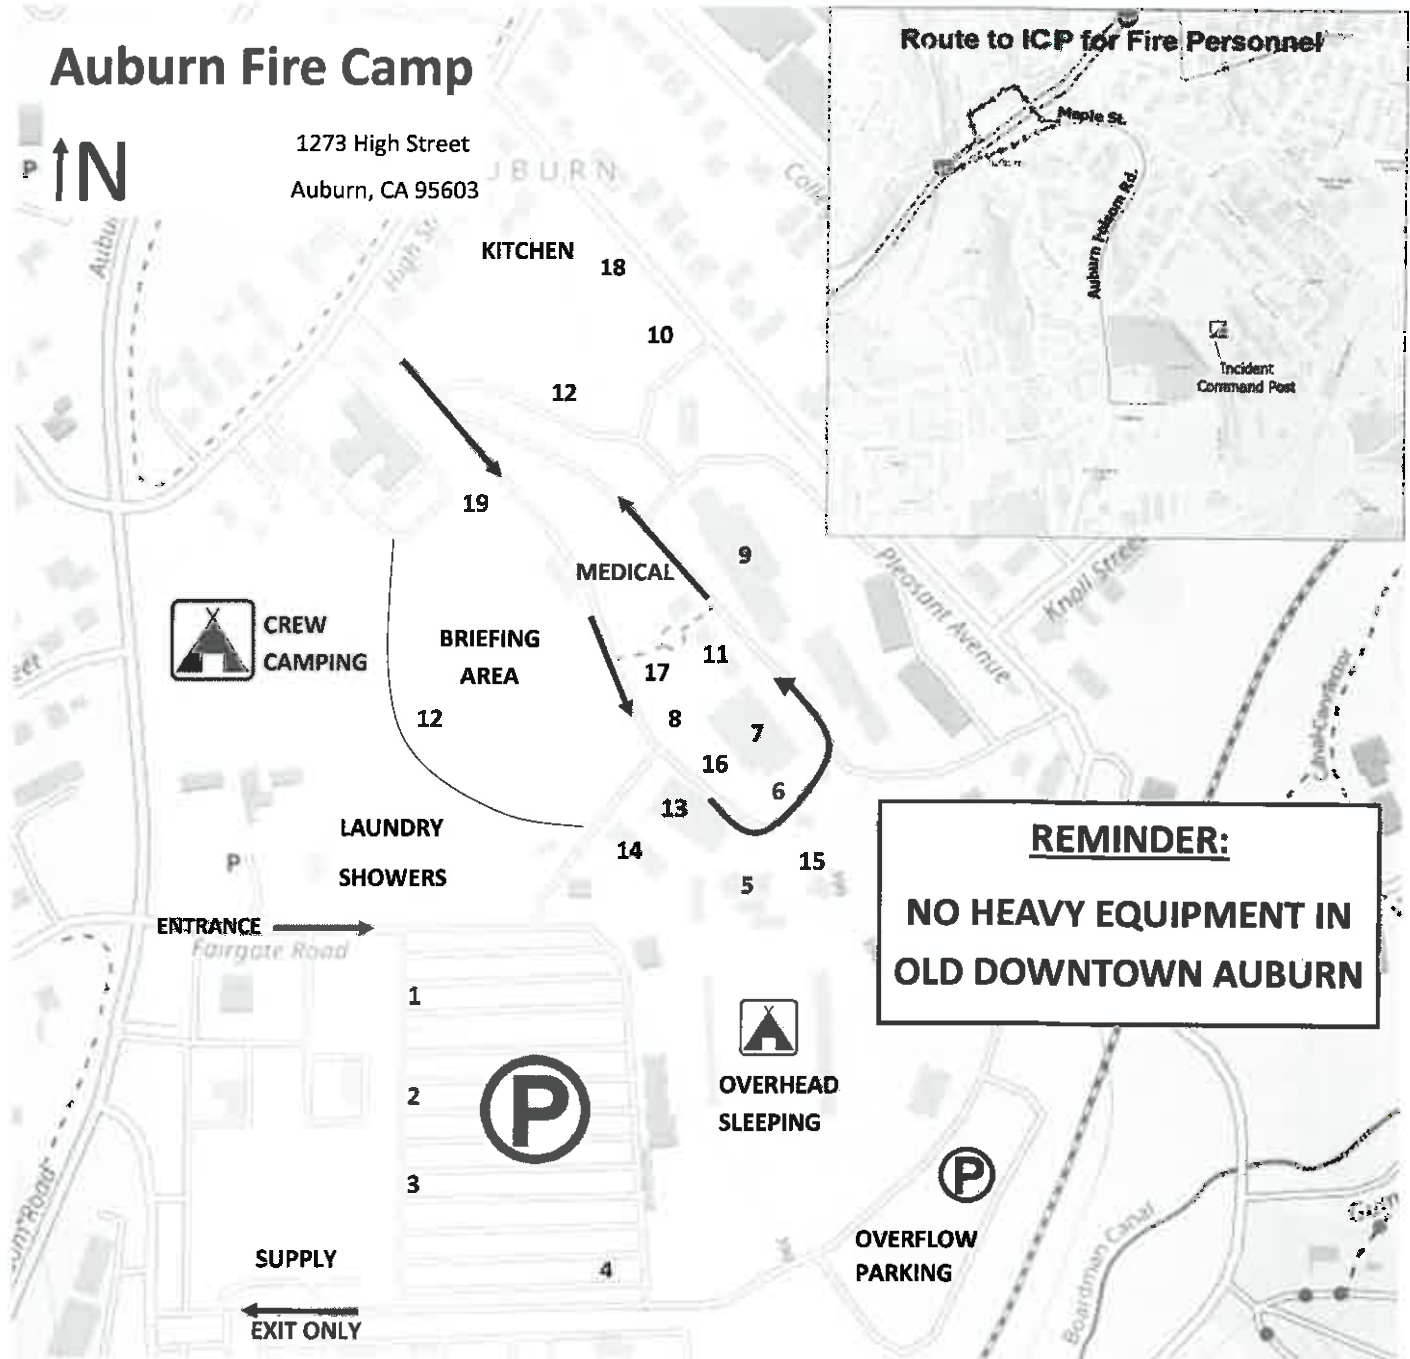 Auburn Fire Camp
N
1273 High Street
Auburn, CA 95603
P
UBURN
High St
Route to ICP for Fire Personnel
Maple St.
Auburn Folsom Rd.
Incident
Command Post
KITCHEN
18
10
12
19
MEDICAL
9
Pleasant Avenue
Knoll Street
CREW
CAMPING
BRIEFING
AREA
17
11
12
8
7
16
6
13
LAUNDRY
SHOWERS
14
15
5
P
ENTRANCE
Fairgate Road
REMINDER:
NO HEAVY EQUIPMENT IN
OLD DOWNTOWN AUBURN
1
2
P
3
OVERHEAD
SLEEPING
P
OVERFLOW
PARKING
Boardman Canal
SUPPLY
4
EXIT ONLY